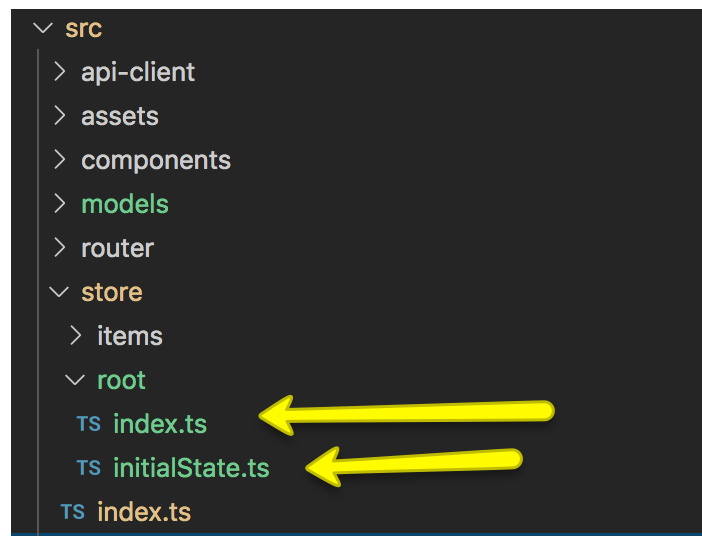 src
api-client
assets
components
models
router
store
items
root
TS index.ts
TS initialState.ts
TS index.ts